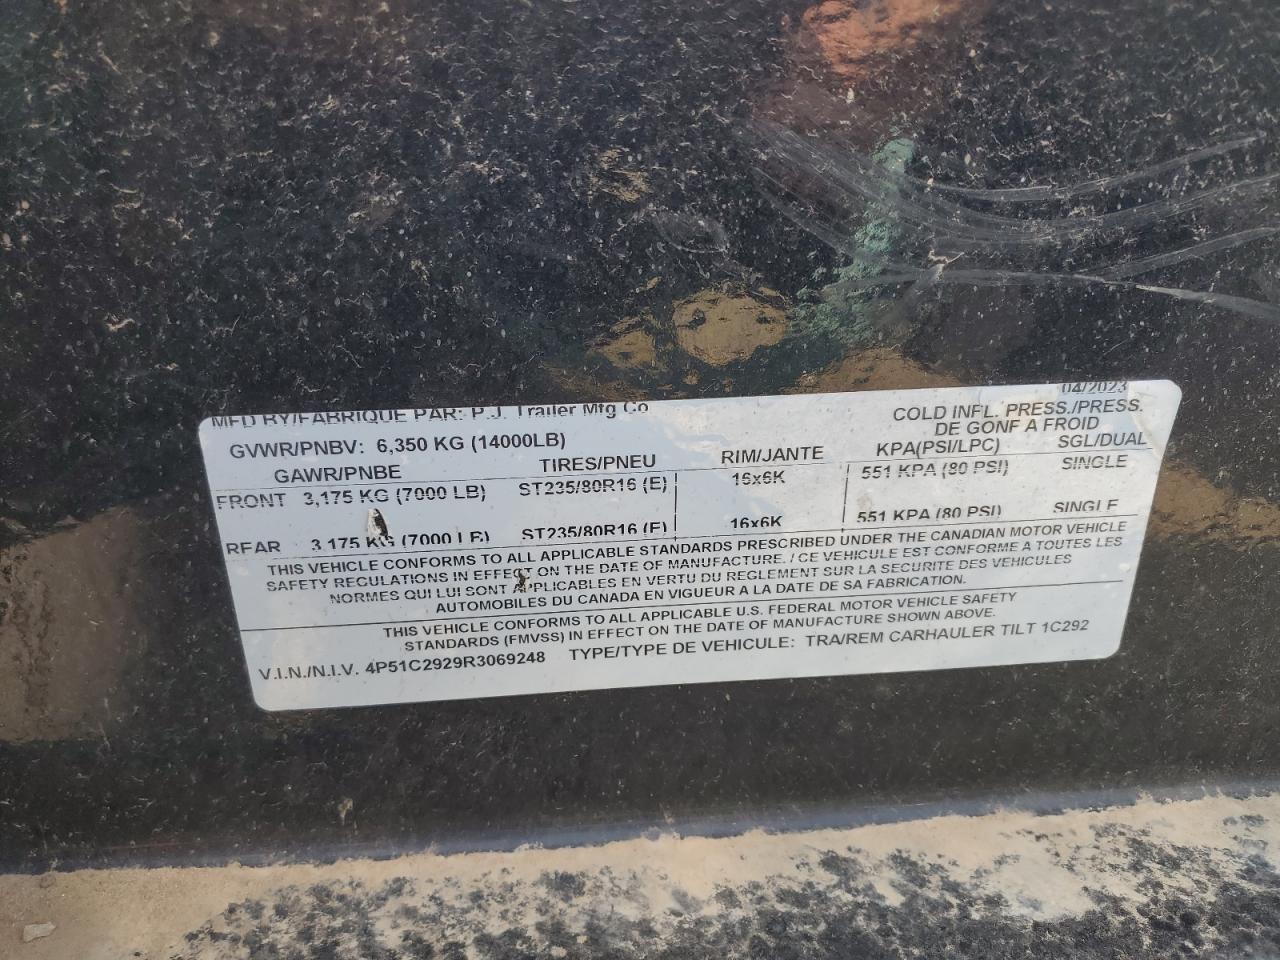 MFD BY/FABRIQUE PAR: P.J. Trailer Mfg Co 04/2023
GVWR/PNBV: 6,350 KG (14000LB) COLD INFL. PRESS./PRESS.
DE GONF A FROID
GAWR/PNBE TIRES/PNEU RIM/JANTE KPA(PSI/LPC) SGL/DUAL
FRONT 3,175 KG (7000 LB) ST235/80R16 (E) 16x6K 551 KPA (80 PSI) SINGLE
REAR 3,175 KG (7000 LB) ST235/80R16 (E) 16x6K 551 KPA (80 PSI) SINGLE
THIS VEHICLE CONFORMS TO ALL APPLICABLE STANDARDS PRESCRIBED UNDER THE CANADIAN MOTOR VEHICLE
SAFETY REGULATIONS IN EFFECT ON THE DATE OF MANUFACTURE. / CE VEHICULE EST CONFORME A TOUTES LES
NORMES QUI LUI SONT APPLICABLES EN VERTU DU REGLEMENT SUR LA SECURITE DES VEHICULES
AUTOMOBILES DU CANADA EN VIGUEUR A LA DATE DE SA FABRICATION.
THIS VEHICLE CONFORMS TO ALL APPLICABLE U.S. FEDERAL MOTOR VEHICLE SAFETY
STANDARDS (FMVSS) IN EFFECT ON THE DATE OF MANUFACTURE SHOWN ABOVE.
V.I.N./N.I.V. 4P51C2929R3069248 TYPE/TYPE DE VEHICULE: TRA/REM CARHAULER TILT 1C292